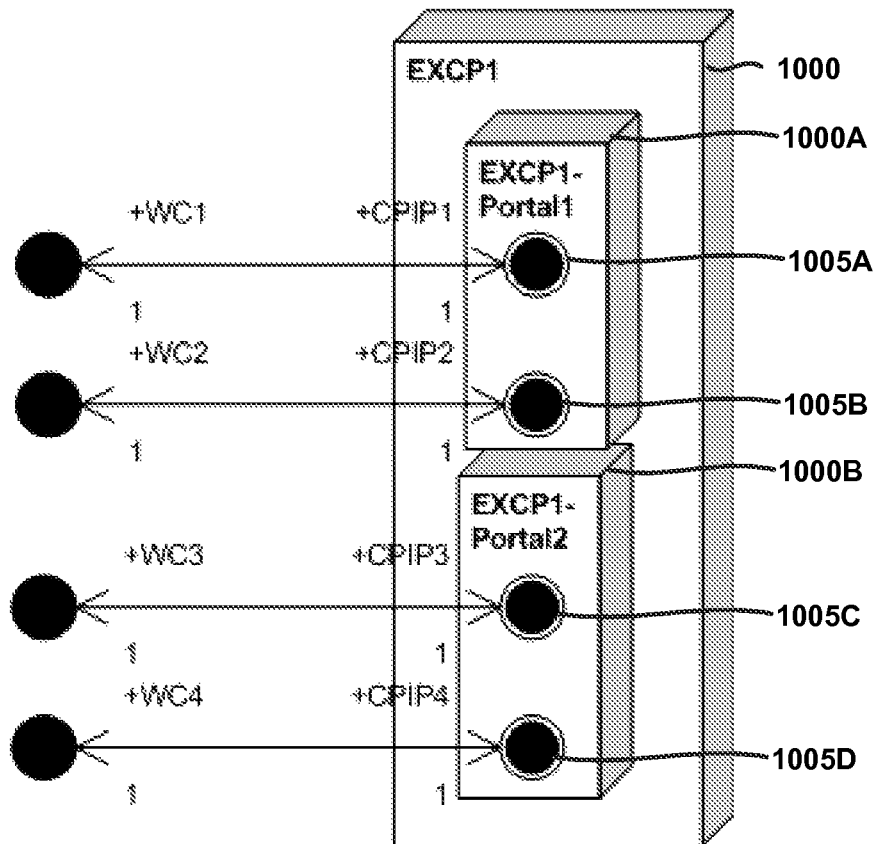 EXCP1
1000
1000A
EXCP1-
Portal1
+WC1
+CPIP1
1005A
1
1
+WC2
+CPIP2
1005B
1
1
1000B
EXCP1-
Portal2
+WC3
+CPIP3
1005C
1
1
+WC4
+CPIP4
1005D
1
1